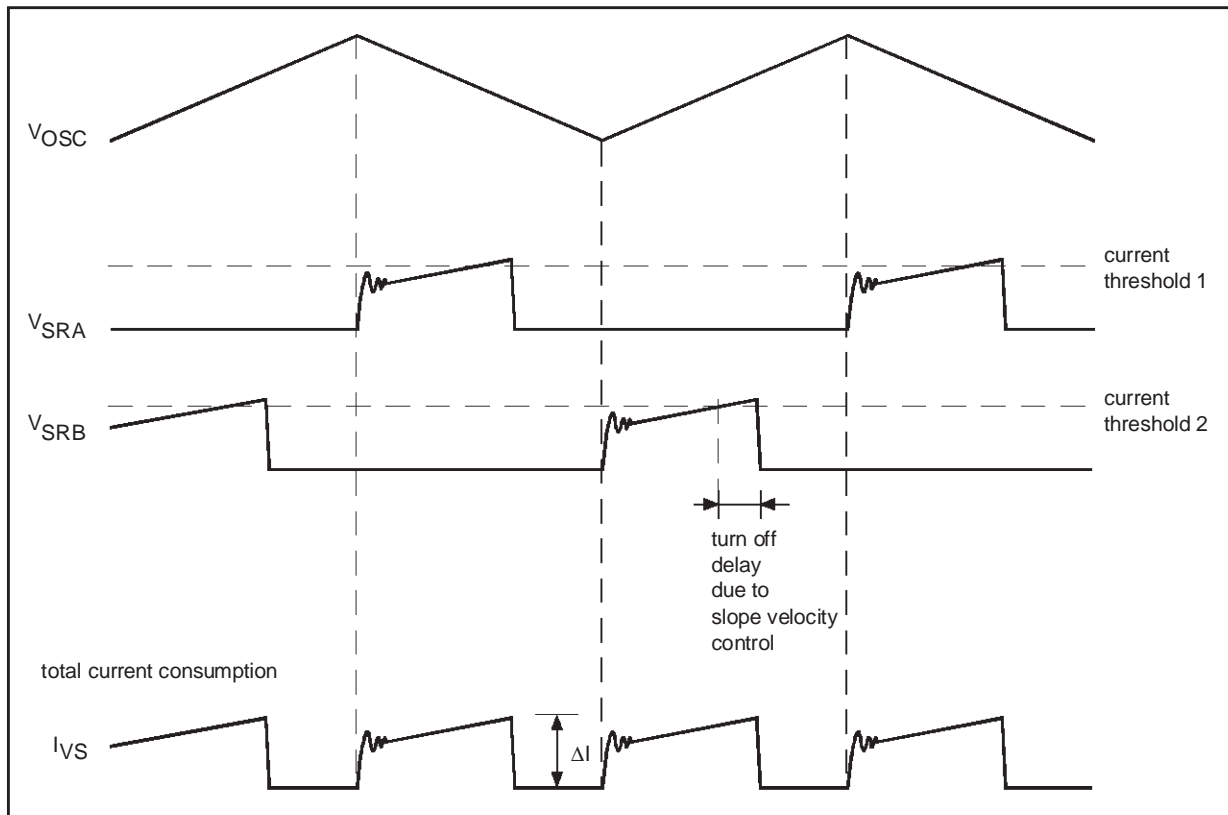 VOSC
current
threshold 1
VSRA
current
threshold 2
VSRB
turn off
delay
due to
slope velocity
control
total current consumption
IVS
ΔI